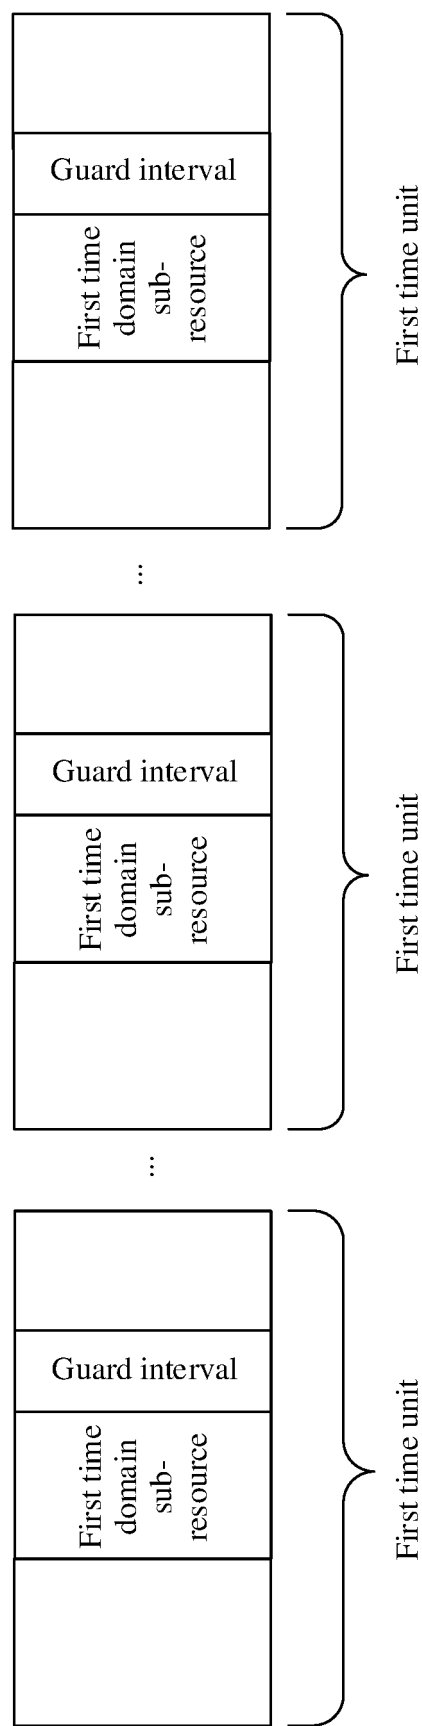 Guard interval
First time
domain
sub-
resource
First time unit
...
Guard interval
First time
domain
sub-
resource
First time unit
...
Guard interval
First time
domain
sub-
resource
First time unit